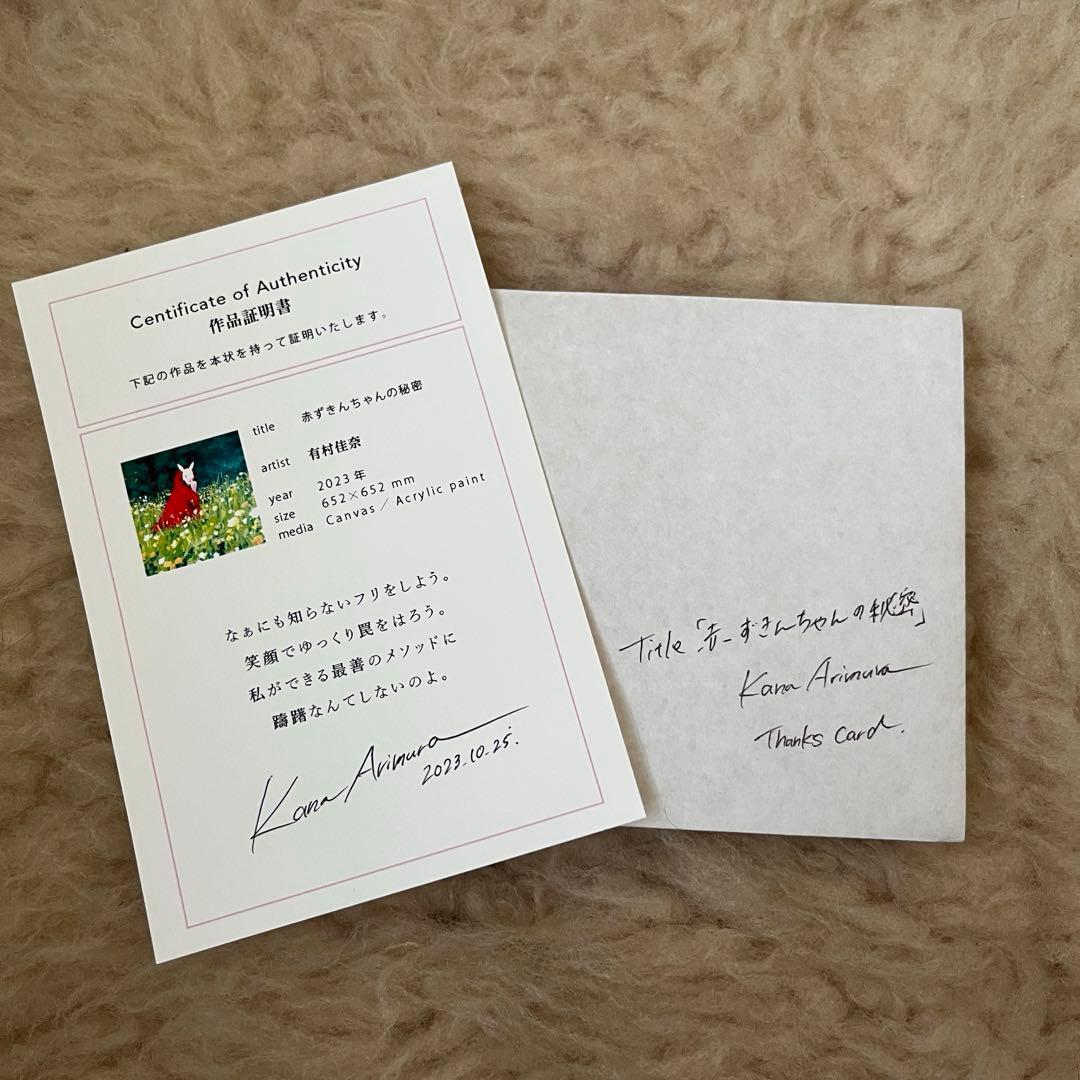 Certificate of Authenticity
作品証明書
下記の作品を本状を持って証明いたします。
title 赤ずきんちゃんの秘密
artist 有村佳奈
year 2023年
size 652×652 mm
media Canvas / Acrylic paint
なぁにも知らないフリをしよう。
笑顔でゆっくり罠をはろう。
私ができる最善のメソッドに
躊躇なんてしないのよ。
Kana Arimura
2023.10.25.
Title「赤ずきんちゃんの秘密」
Kana Arimura
Thanks Card.